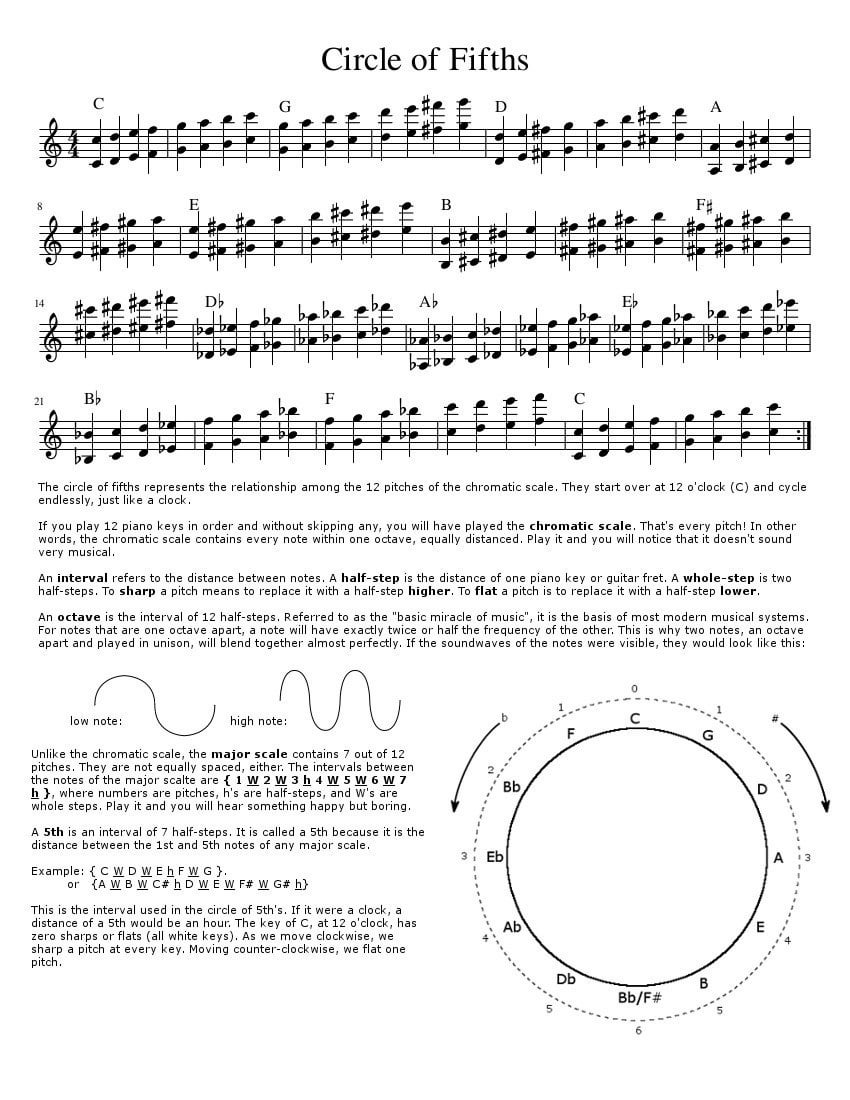 Circle of Fifths
C G D A
4
4
8
E B F♯
14
D♭ A♭ E♭
21
B♭ F C
The circle of fifths represents the relationship among the 12 pitches of the chromatic scale. They start over at 12 o'clock (C) and cycle
endlessly, just like a clock.
If you play 12 piano keys in order and without skipping any, you will have played the chromatic scale. That's every pitch! In other
words, the chromatic scale contains every note within one octave, equally distanced. Play it and you will notice that it doesn't sound
very musical.
An interval refers to the distance between notes. A half-step is the distance of one piano key or guitar fret. A whole-step is two
half-steps. To sharp a pitch means to replace it with a half-step higher. To flat a pitch is to replace it with a half-step lower.
An octave is the interval of 12 half-steps. Referred to as the "basic miracle of music", it is the basis of most modern musical systems.
For notes that are one octave apart, a note will have exactly twice or half the frequency of the other. This is why two notes, an octave
apart and played in unison, will blend together almost perfectly. If the soundwaves of the notes were visible, they would look like this:
low note: high note:
Unlike the chromatic scale, the major scale contains 7 out of 12
pitches. They are not equally spaced, either. The intervals between
the notes of the major scalte are { 1 W 2 W 3 h 4 W 5 W 6 W 7
h }, where numbers are pitches, h's are half-steps, and W's are
whole steps. Play it and you will hear something happy but boring.
A 5th is an interval of 7 half-steps. It is called a 5th because it is the
distance between the 1st and 5th notes of any major scale.
Example: { C W D W E h F W G }.
or {A W B W C# h D W E W F# W G# h}
This is the interval used in the circle of 5th's. If it were a clock, a
distance of a 5th would be an hour. The key of C, at 12 o'clock, has
zero sharps or flats (all white keys). As we move clockwise, we
sharp a pitch at every key. Moving counter-clockwise, we flat one
pitch.
0
1 1
b #
C
F G
2 2
Bb D
3 Eb A 3
Ab E
4 4
Db B
Bb/F#
5 5
6